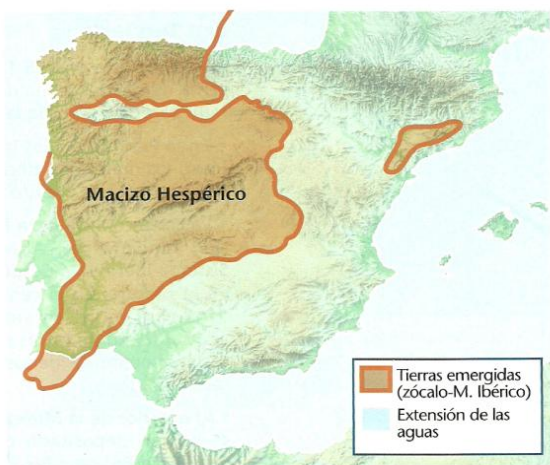 Macizo Hespérico
Tierras emergidas
(zócalo-M. Ibérico)
Extensión de las
aguas